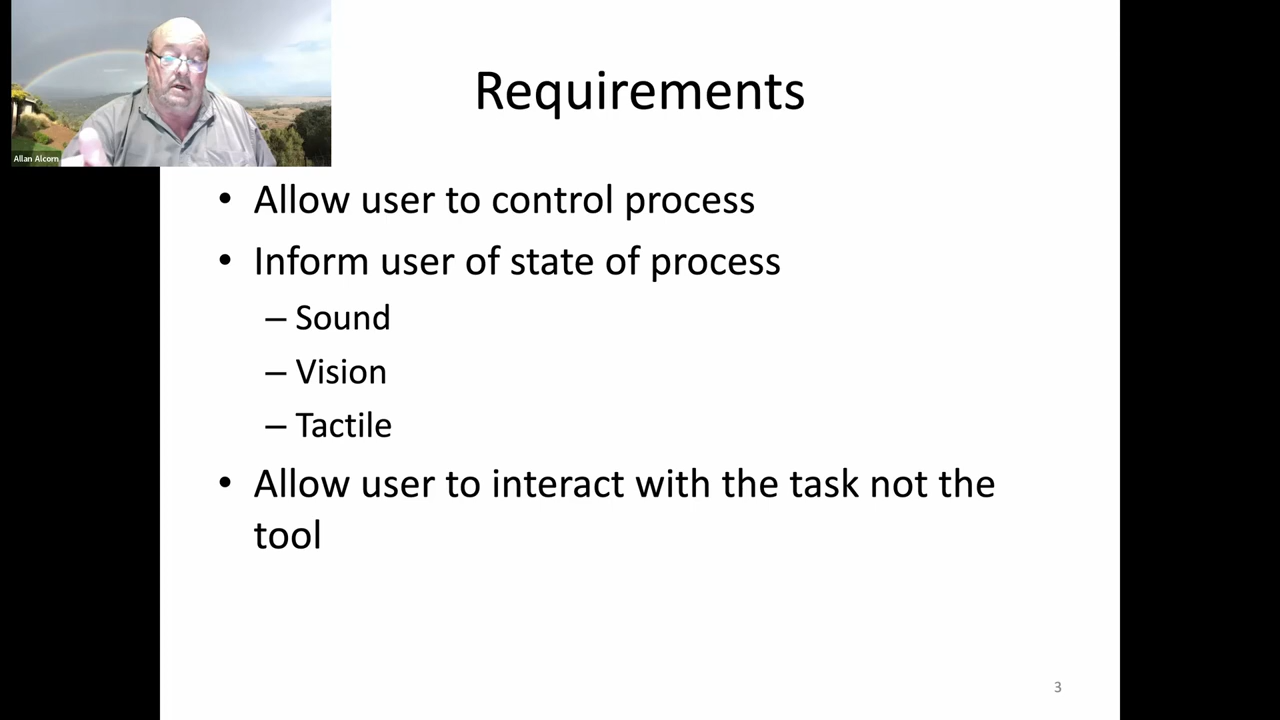 Allan Alcorn
Requirements
• Allow user to control process
• Inform user of state of process
– Sound
– Vision
– Tactile
• Allow user to interact with the task not the
tool
3